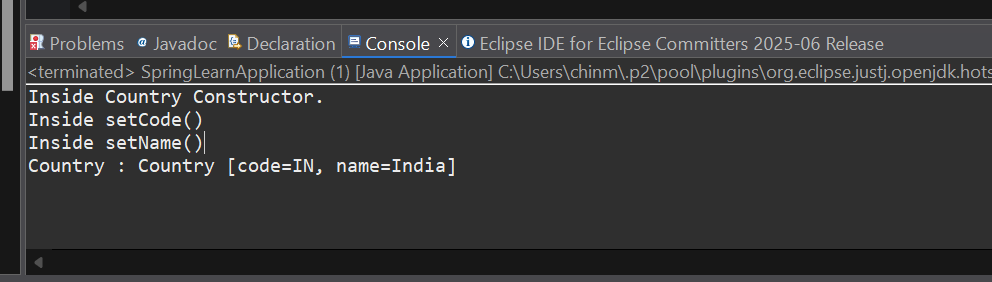 Problems @ Javadoc Declaration Console × Eclipse IDE for Eclipse Committers 2025-06 Release
<terminated> SpringLearnApplication (1) [Java Application] C:\Users\chinm\.p2\pool\plugins\org.eclipse.justj.openjdk.hots
Inside Country Constructor.
Inside setCode()
Inside setName()
Country : Country [code=IN, name=India]